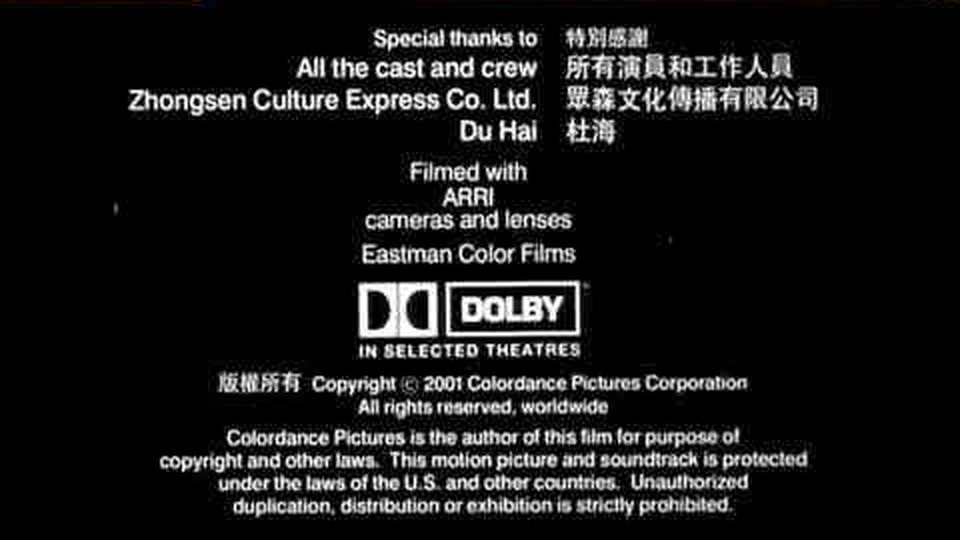 Special thanks to 特別感謝
All the cast and crew 所有演員和工作人員
Zhongsen Culture Express Co. Ltd. 眾森文化傳播有限公司
Du Hai 杜海
Filmed with
ARRI
cameras and lenses
Eastman Color Films
DOLBY
IN SELECTED THEATRES
版權所有 Copyright © 2001 Colordance Pictures Corporation
All rights reserved, worldwide
Colordance Pictures is the author of this film for purpose of
copyright and other laws. This motion picture and soundtrack is protected
under the laws of the U.S. and other countries. Unauthorized
duplication, distribution or exhibition is strictly prohibited.